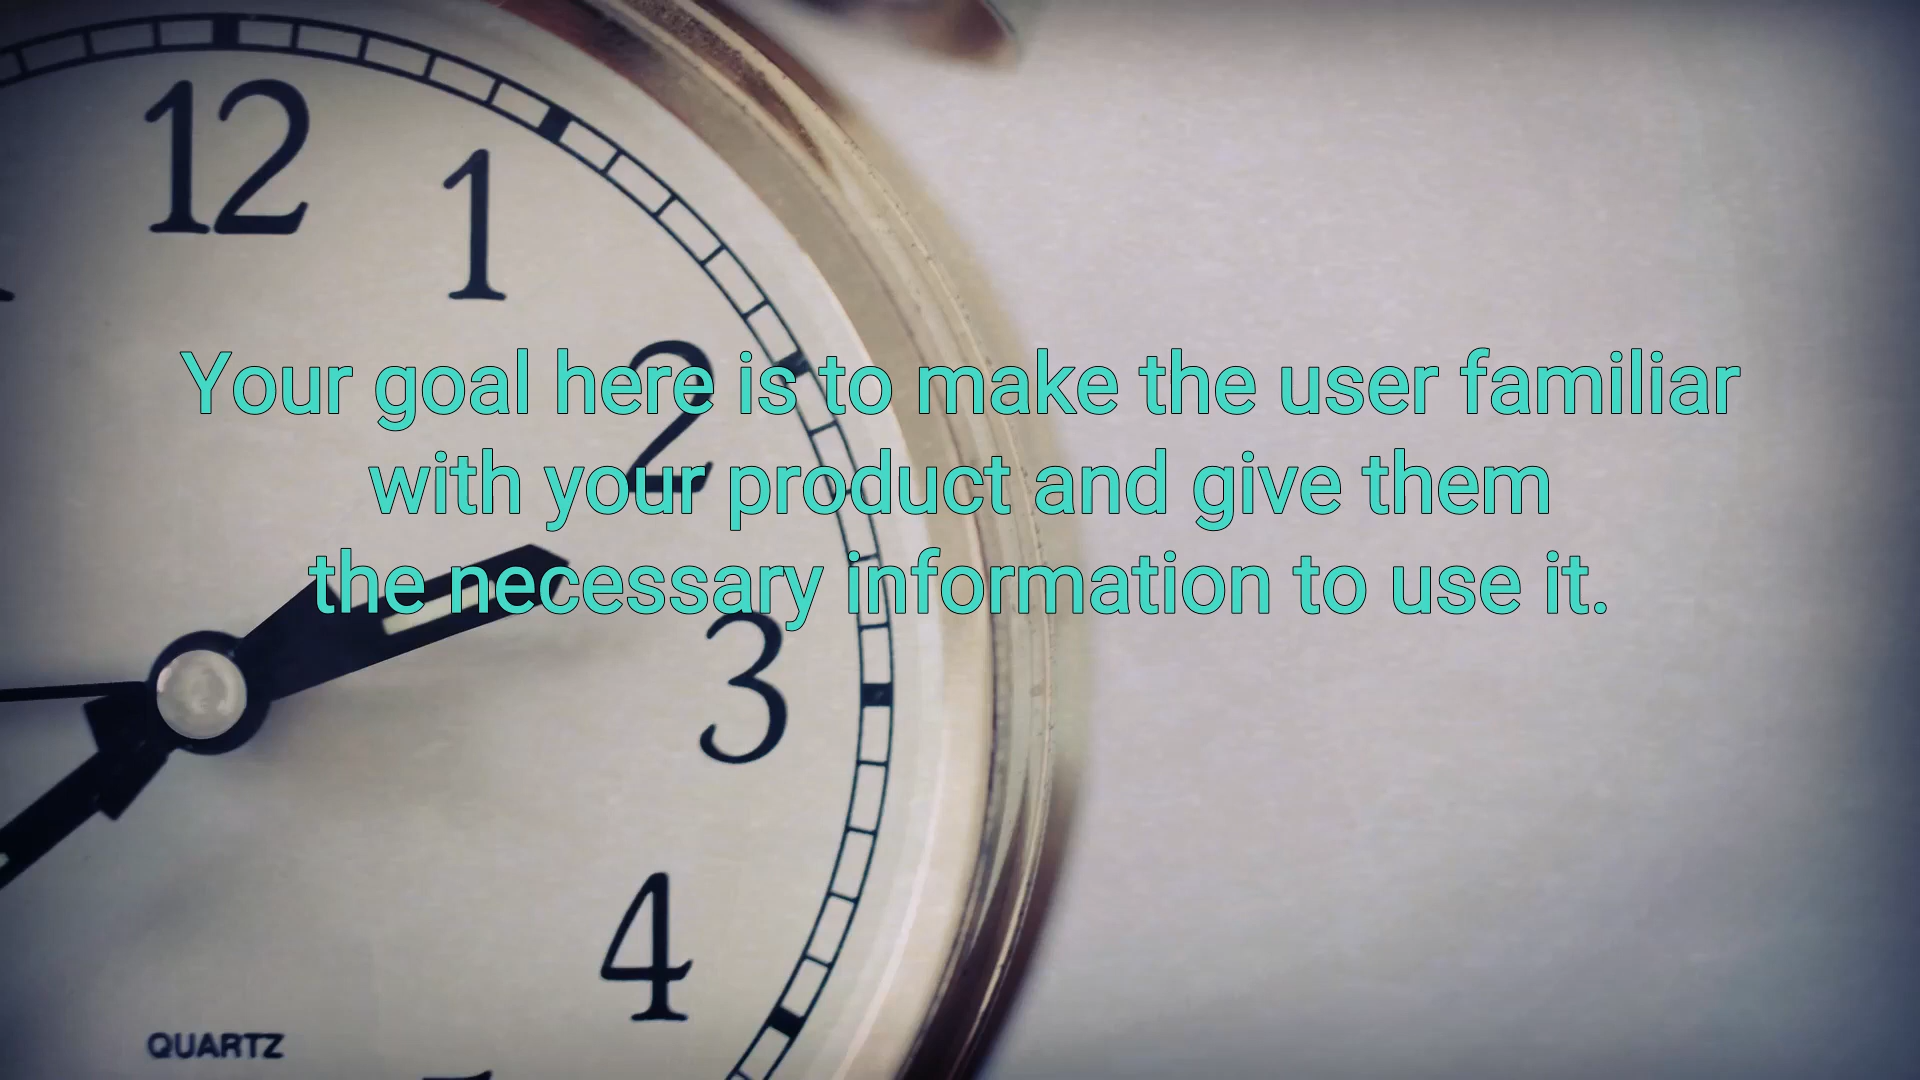 12
1
2
Your goal here is to make the user familiar
with your product and give them
the necessary information to use it.
3
4
QUARTZ